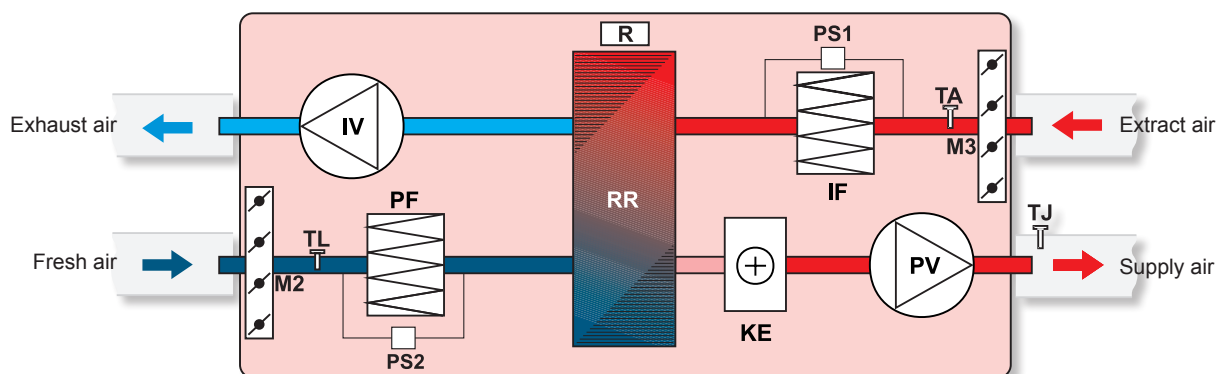 R
PS1
Exhaust air
IV
TA
Extract air
M3
IF
PF
RR
TL
TJ
Fresh air
M2
PV
Supply air
KE
PS2